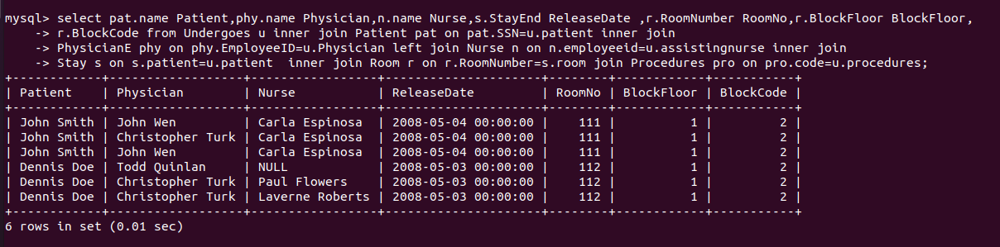 mysql> select pat.name Patient,phy.name Physician,n.name Nurse,s.StayEnd ReleaseDate ,r.RoomNumber RoomNo,r.BlockFloor BlockFloor,
    -> r.BlockCode from Undergoes u inner join Patient pat on pat.SSN=u.patient inner join
    -> PhysicianE phy on phy.EmployeeID=u.Physician left join Nurse n on n.employeeid=u.assistingnurse inner join
    -> Stay s on s.patient=u.patient  inner join Room r on r.RoomNumber=s.room join Procedures pro on pro.code=u.procedures;
+------------+------------------+-----------------+---------------------+--------+------------+-----------+
| Patient    | Physician        | Nurse           | ReleaseDate         | RoomNo | BlockFloor | BlockCode |
+------------+------------------+-----------------+---------------------+--------+------------+-----------+
| John Smith | John Wen         | Carla Espinosa  | 2008-05-04 00:00:00 |    111 |          1 |         2 |
| John Smith | Christopher Turk | Carla Espinosa  | 2008-05-04 00:00:00 |    111 |          1 |         2 |
| John Smith | John Wen         | Carla Espinosa  | 2008-05-04 00:00:00 |    111 |          1 |         2 |
| Dennis Doe | Todd Quinlan     | NULL            | 2008-05-03 00:00:00 |    112 |          1 |         2 |
| Dennis Doe | Christopher Turk | Paul Flowers    | 2008-05-03 00:00:00 |    112 |          1 |         2 |
| Dennis Doe | Christopher Turk | Laverne Roberts | 2008-05-03 00:00:00 |    112 |          1 |         2 |
+------------+------------------+-----------------+---------------------+--------+------------+-----------+
6 rows in set (0.01 sec)